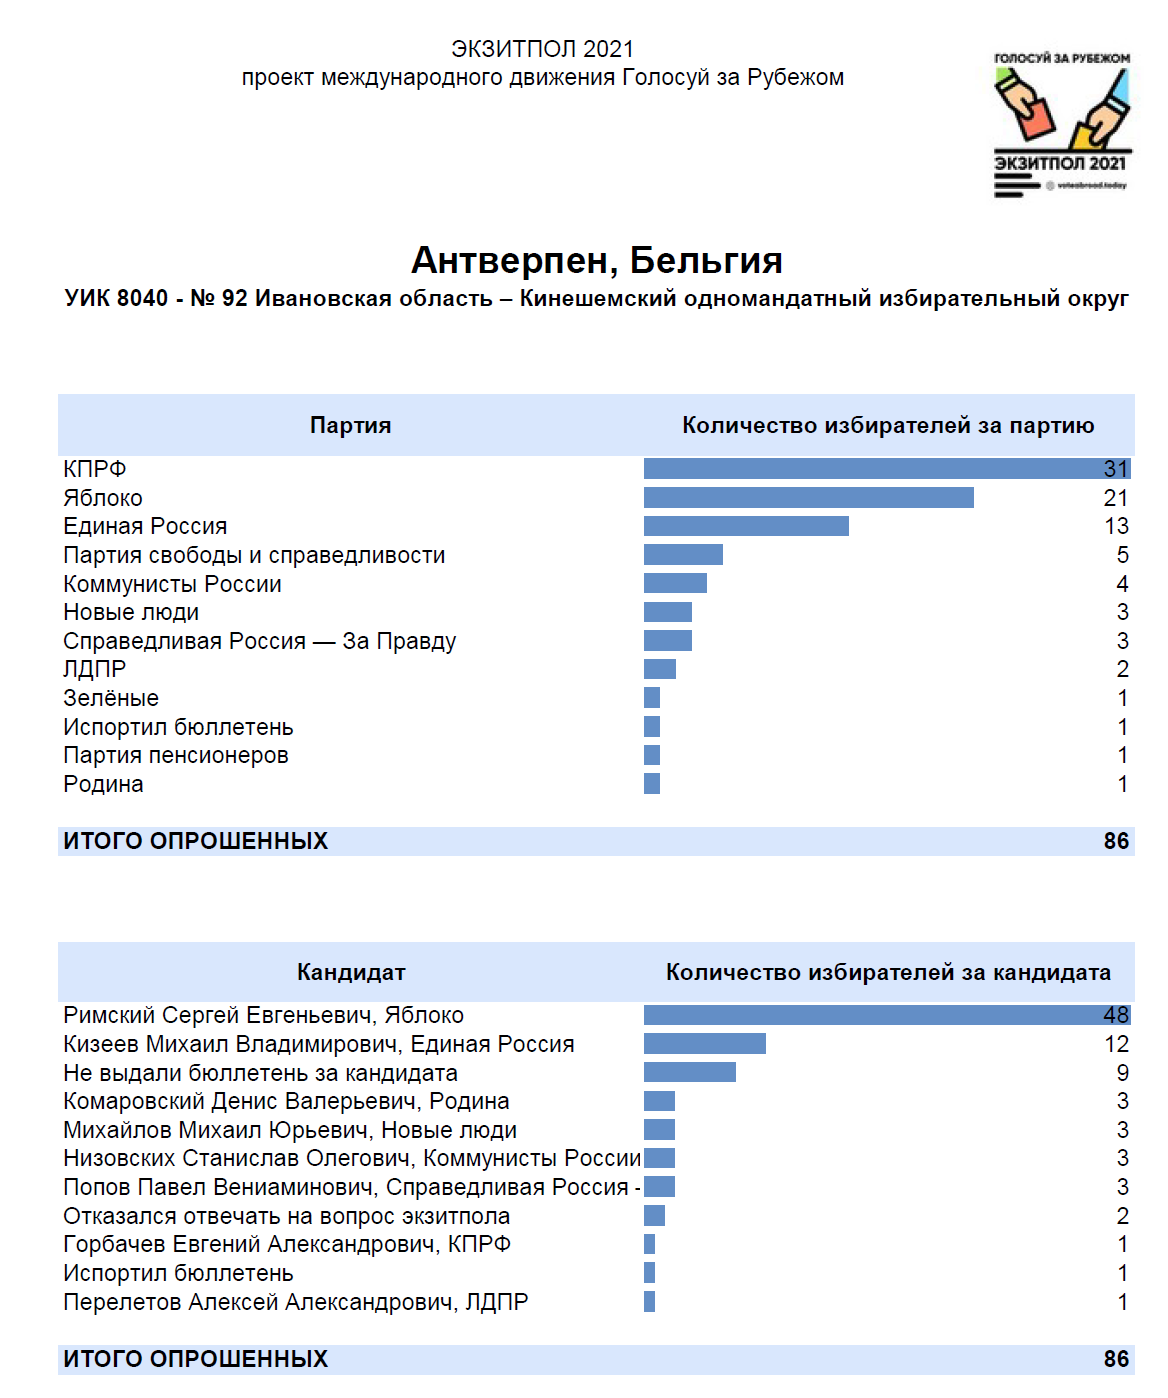 ЭКЗИТПОЛ 2021
проект международного движения Голосуй за Рубежом
ГОЛОСУЙ ЗА РУБЕЖОМ
ЭКЗИТПОЛ 2021
voteabroad.today
Антверпен, Бельгия
УИК 8040 - № 92 Ивановская область – Кинешемский одномандатный избирательный округ
Партия Количество избирателей за партию
КПРФ 31
Яблоко 21
Единая Россия 13
Партия свободы и справедливости 5
Коммунисты России 4
Новые люди 3
Справедливая Россия — За Правду 3
ЛДПР 2
Зелёные 1
Испортил бюллетень 1
Партия пенсионеров 1
Родина 1
ИТОГО ОПРОШЕННЫХ 86
Кандидат Количество избирателей за кандидата
Римский Сергей Евгеньевич, Яблоко 48
Кизеев Михаил Владимирович, Единая Россия 12
Не выдали бюллетень за кандидата 9
Комаровский Денис Валерьевич, Родина 3
Михайлов Михаил Юрьевич, Новые люди 3
Низовских Станислав Олегович, Коммунисты России 3
Попов Павел Вениаминович, Справедливая Россия - 3
Отказался отвечать на вопрос экзитпола 2
Горбачев Евгений Александрович, КПРФ 1
Испортил бюллетень 1
Перелетов Алексей Александрович, ЛДПР 1
ИТОГО ОПРОШЕННЫХ 86